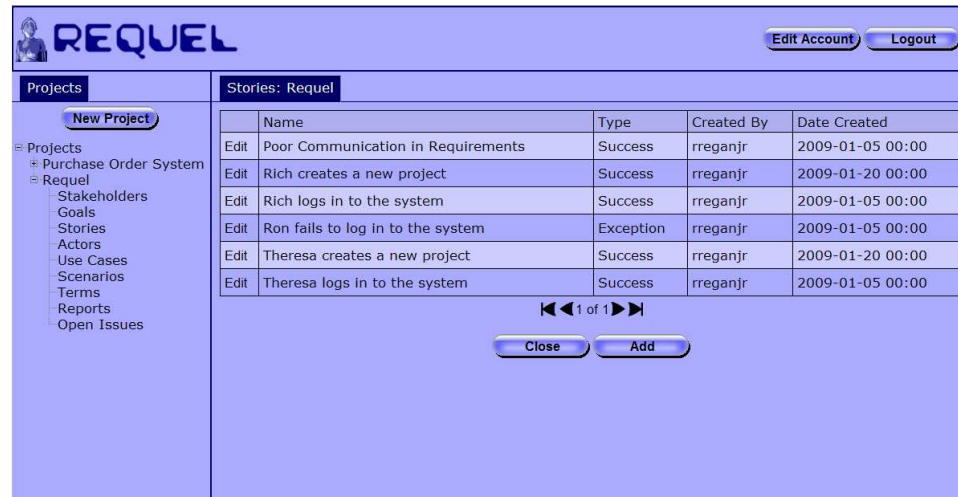 REQUEL
Edit Account Logout
Projects
New Project
Projects
Purchase Order System
Requel
Stakeholders
Goals
Stories
Actors
Use Cases
Scenarios
Terms
Reports
Open Issues
Stories: Requel
Name Type Created By Date Created
Edit Poor Communication in Requirements Success rreganjr 2009-01-05 00:00
Edit Rich creates a new project Success rreganjr 2009-01-20 00:00
Edit Rich logs in to the system Success rreganjr 2009-01-05 00:00
Edit Ron fails to log in to the system Exception rreganjr 2009-01-05 00:00
Edit Theresa creates a new project Success rreganjr 2009-01-20 00:00
Edit Theresa logs in to the system Success rreganjr 2009-01-05 00:00
1 of 1
Close Add